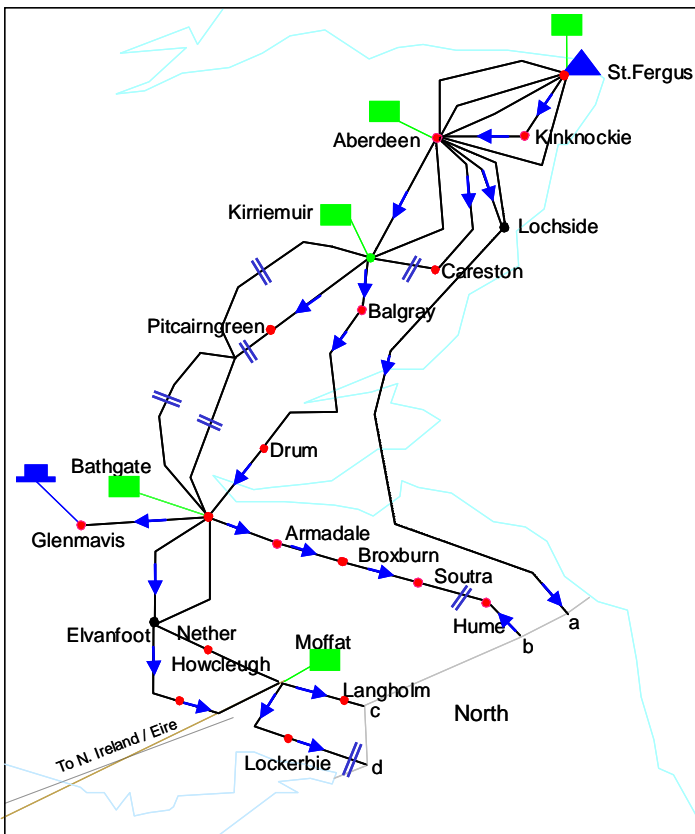 St.Fergus
Aberdeen
Kinknockie
Kirriemuir
Lochside
Careston
Balgray
Pitcairngreen
Drum
Bathgate
Glenmavis
Armadale
Broxburn
Soutra
Hume
a
b
Elvanfoot
Nether
Howcleugh
Moffat
Langholm
c
North
To N. Ireland / Eire
Lockerbie
d